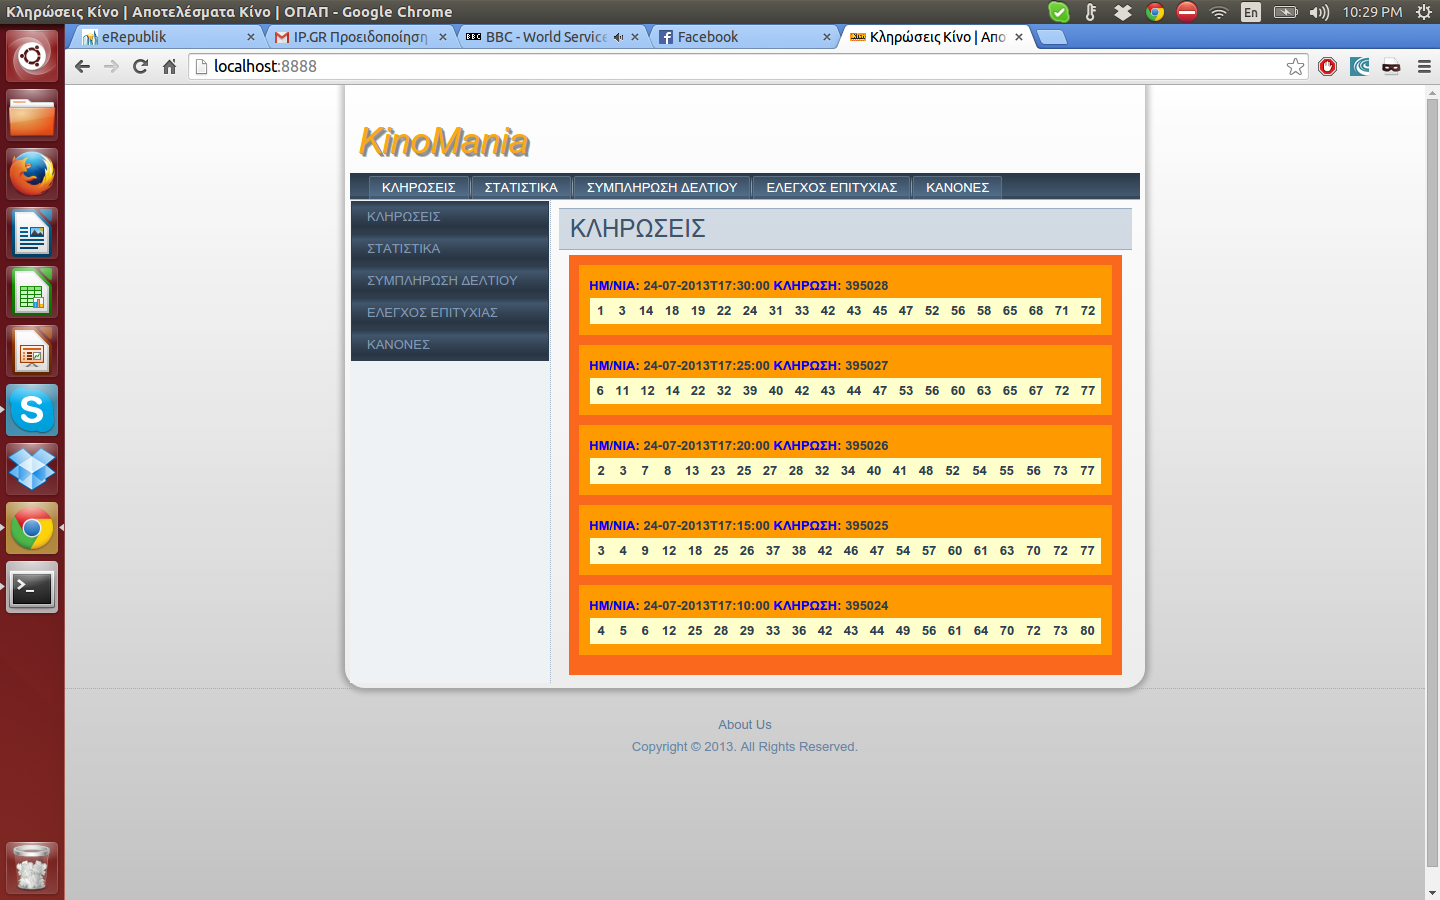 Κληρώσεις Κίνο | Αποτελέσματα Κίνο | ΟΠΑΠ - Google Chrome
En
10:29 PM
eRepublik
IP.GR Προειδοποίηση
BBC - World Service
Facebook
Κληρώσεις Κίνο | Απο
localhost:8888
KinoMania
ΚΛΗΡΩΣΕΙΣ ΣΤΑΤΙΣΤΙΚΑ ΣΥΜΠΛΗΡΩΣΗ ΔΕΛΤΙΟΥ ΕΛΕΓΧΟΣ ΕΠΙΤΥΧΙΑΣ ΚΑΝΟΝΕΣ
ΚΛΗΡΩΣΕΙΣ
ΣΤΑΤΙΣΤΙΚΑ
ΣΥΜΠΛΗΡΩΣΗ ΔΕΛΤΙΟΥ
ΕΛΕΓΧΟΣ ΕΠΙΤΥΧΙΑΣ
ΚΑΝΟΝΕΣ
ΚΛΗΡΩΣΕΙΣ
ΗΜ/ΝΙΑ: 24-07-2013T17:30:00 ΚΛΗΡΩΣΗ: 395028
1 3 14 18 19 22 24 31 33 42 43 45 47 52 56 58 65 68 71 72
ΗΜ/ΝΙΑ: 24-07-2013T17:25:00 ΚΛΗΡΩΣΗ: 395027
6 11 12 14 22 32 39 40 42 43 44 47 53 56 60 63 65 67 72 77
ΗΜ/ΝΙΑ: 24-07-2013T17:20:00 ΚΛΗΡΩΣΗ: 395026
2 3 7 8 13 23 25 27 28 32 34 40 41 48 52 54 55 56 73 77
ΗΜ/ΝΙΑ: 24-07-2013T17:15:00 ΚΛΗΡΩΣΗ: 395025
3 4 9 12 18 25 26 37 38 42 46 47 54 57 60 61 63 70 72 77
ΗΜ/ΝΙΑ: 24-07-2013T17:10:00 ΚΛΗΡΩΣΗ: 395024
4 5 6 12 25 28 29 33 36 42 43 44 49 56 61 64 70 72 73 80
About Us
Copyright © 2013. All Rights Reserved.